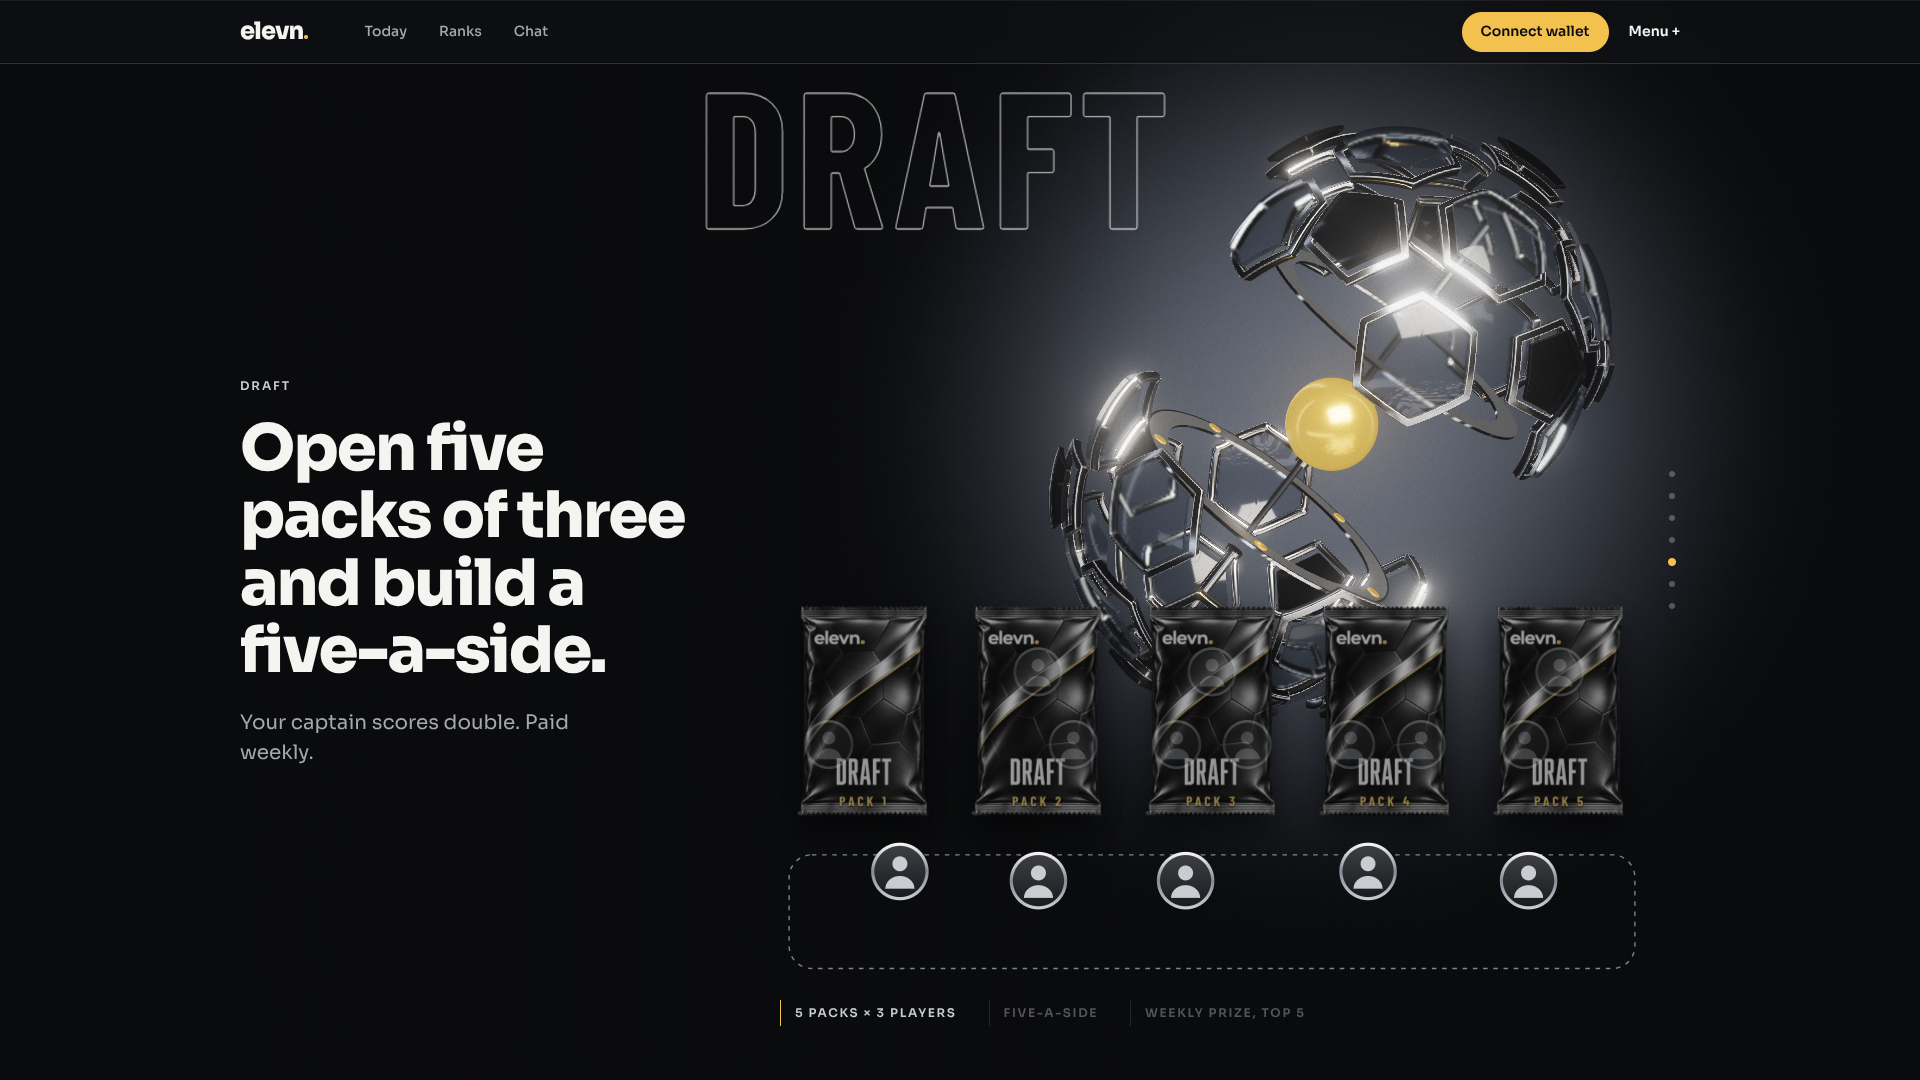 elevn.
Today
Ranks
Chat
Connect wallet
Menu +
DRAFT
DRAFT
Open five
packs of three
and build a
five-a-side.
Your captain scores double. Paid
weekly.
elevn.
DRAFT
PACK 1
elevn.
DRAFT
PACK 2
elevn.
DRAFT
PACK 3
elevn.
DRAFT
PACK 4
elevn.
DRAFT
PACK 5
5 PACKS × 3 PLAYERS
FIVE-A-SIDE
WEEKLY PRIZE, TOP 5